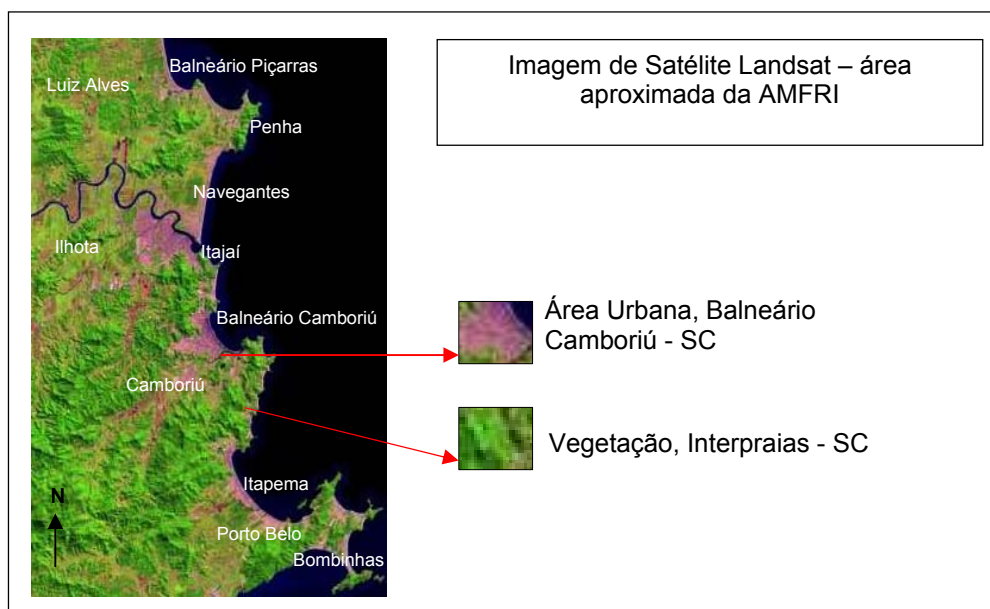 Imagem de Satélite Landsat – área
aproximada da AMFRI
Balneário Piçarras
Luiz Alves
Penha
Navegantes
Ilhota
Itajaí
Balneário Camboriú
Camboriú
Itapema
N
Porto Belo
Bombinhas
Área Urbana, Balneário
Camboriú - SC
Vegetação, Interpraias - SC